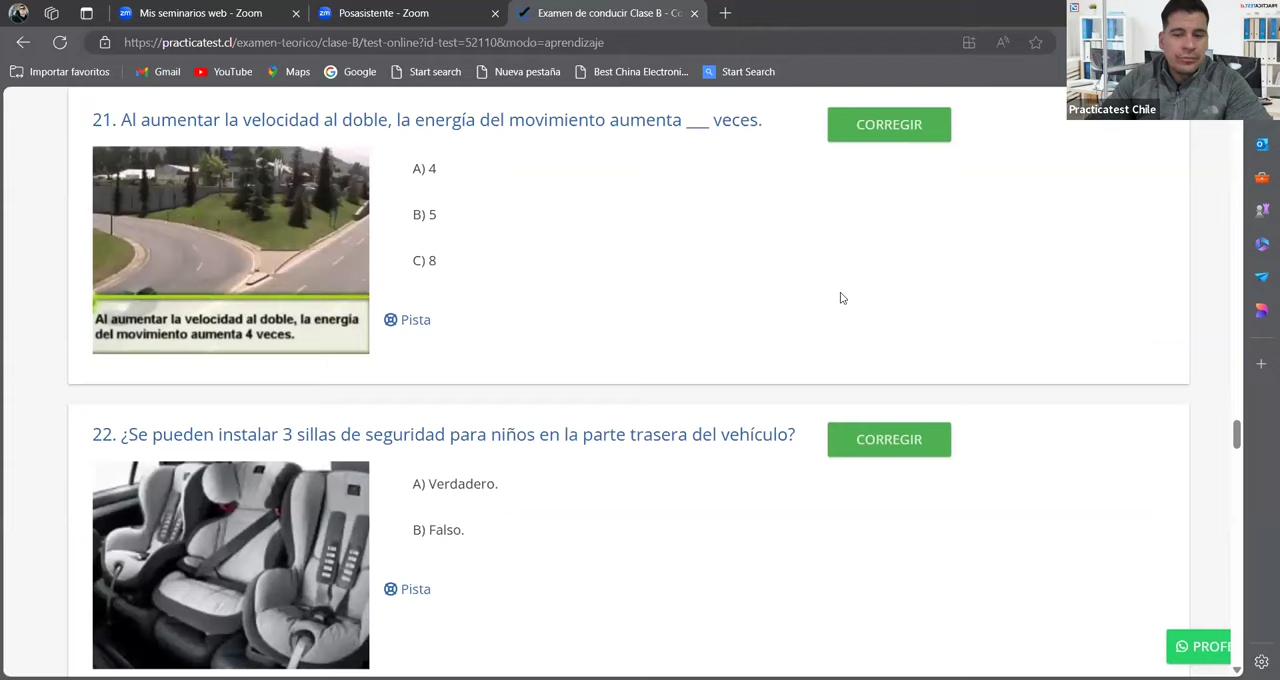 Mis seminarios web - Zoom
Posasistente - Zoom
Examen de conducir Clase B - Co
https://practicatest.cl/examen-teorico/clase-B/test-online?id-test=52110&modo=aprendizaje
Importar favoritos
Gmail
YouTube
Maps
Google
Start search
Nueva pestaña
Best China Electroni...
Start Search
Practicatest Chile
21. Al aumentar la velocidad al doble, la energía del movimiento aumenta ___ veces.
CORREGIR
A) 4
B) 5
C) 8
Al aumentar la velocidad al doble, la energía
del movimiento aumenta 4 veces.
Pista
22. ¿Se pueden instalar 3 sillas de seguridad para niños en la parte trasera del vehículo?
CORREGIR
A) Verdadero.
B) Falso.
Pista
PROFE